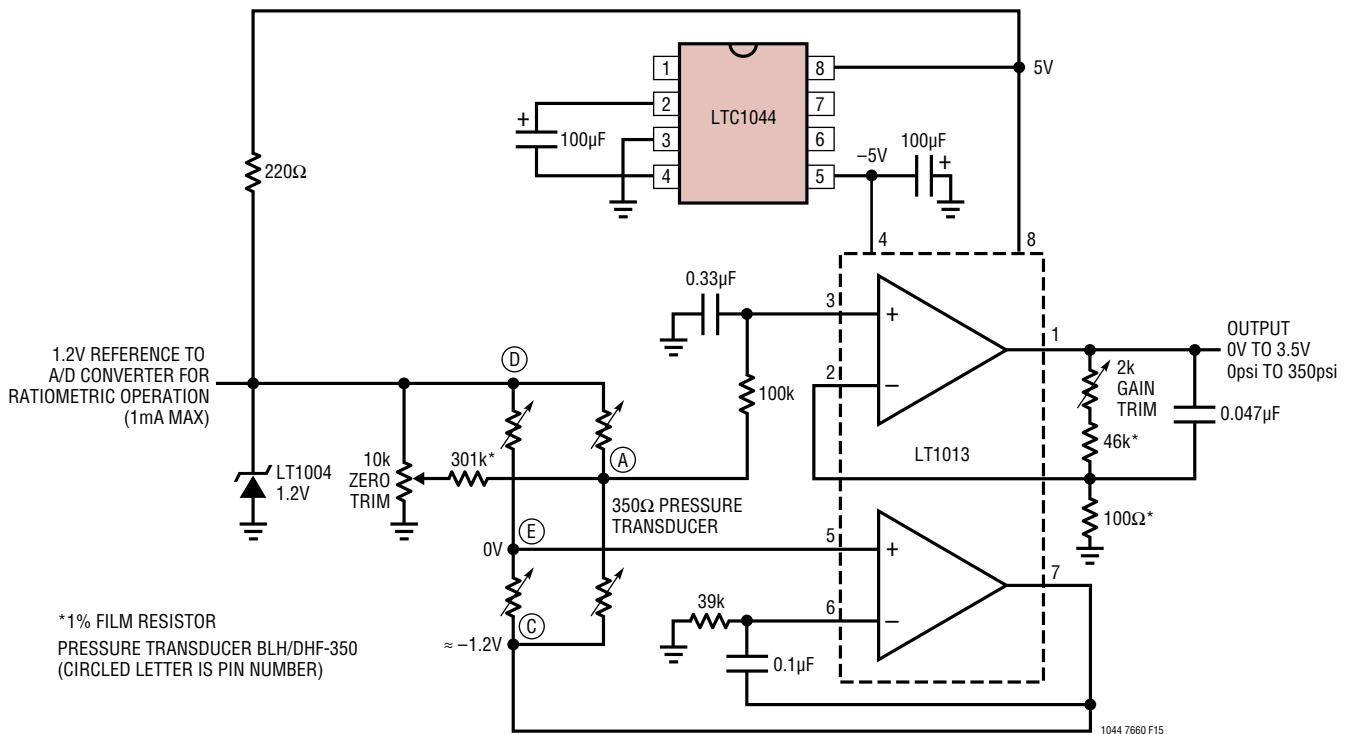 1
2
3
4
8
7
6
5
LTC1044
5V
+
100µF
–5V
100µF
+
220Ω
4
8
0.33µF
3
+
2
–
1
OUTPUT
0V TO 3.5V
0psi TO 350psi
2k
GAIN
TRIM
0.047µF
46k*
100Ω*
LT1013
100k
1.2V REFERENCE TO
A/D CONVERTER FOR
RATIOMETRIC OPERATION
(1mA MAX)
D
LT1004
1.2V
10k
ZERO
TRIM
301k*
A
350Ω PRESSURE
TRANSDUCER
E
0V
5
+
6
–
7
39k
0.1µF
C
≈ –1.2V
*1% FILM RESISTOR
PRESSURE TRANSDUCER BLH/DHF-350
(CIRCLED LETTER IS PIN NUMBER)
1044 7660 F15